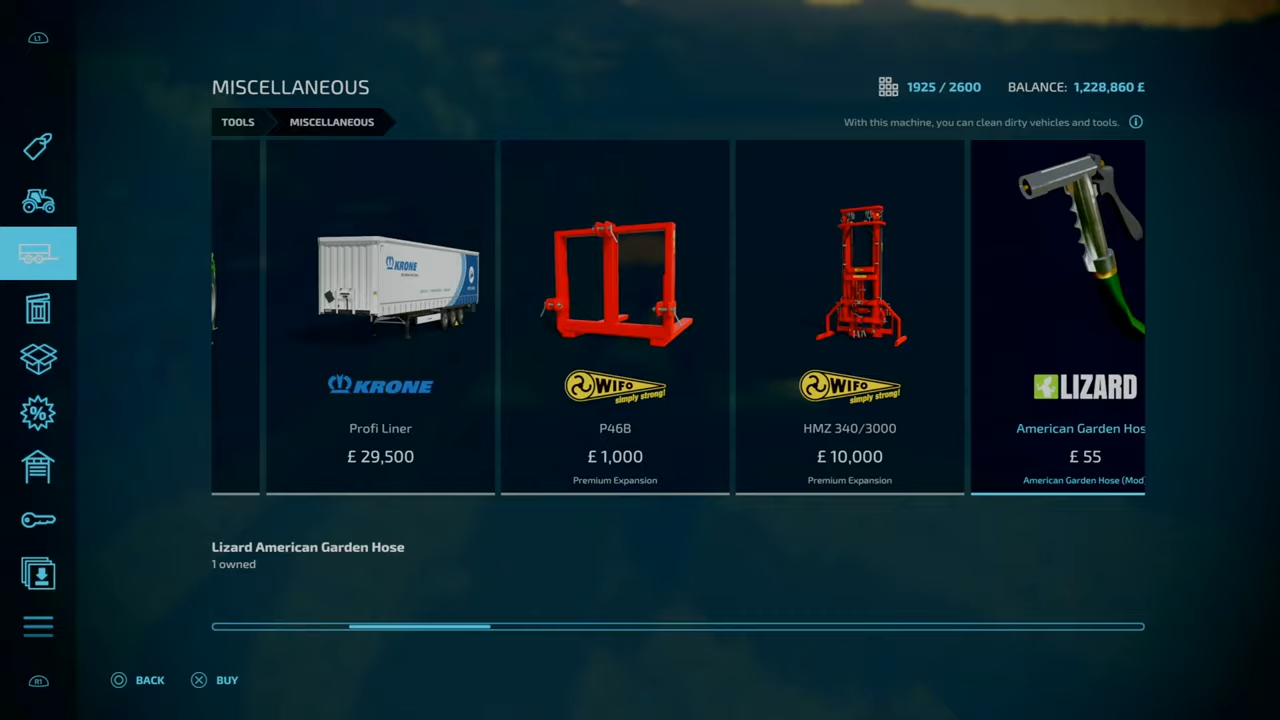 L1
MISCELLANEOUS
1925 / 2600
BALANCE: 1,228,860 £
TOOLS
MISCELLANEOUS
With this machine, you can clean dirty vehicles and tools.
KRONE
KRONE
WIFO
simply strong!
WIFO
simply strong!
LIZARD
Profi Liner
P46B
HMZ 340/3000
American Garden Hos
£ 29,500
£ 1,000
£ 10,000
£ 55
Premium Expansion
Premium Expansion
American Garden Hose (Mod
Lizard American Garden Hose
1 owned
R1
BACK
BUY